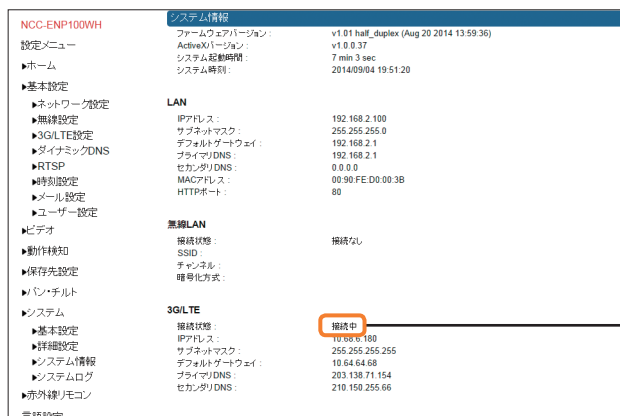 NCC-ENP100WH
設定メニュー
▶ホーム
▶基本設定
▶ネットワーク設定
▶無線設定
▶3G/LTE設定
▶ダイナミックDNS
▶RTSP
▶時刻設定
▶メール設定
▶ユーザー設定
▶ビデオ
▶動作検知
▶保存先設定
▶パン・チルト
▶システム
▶基本設定
▶詳細設定
▶システム情報
▶システムログ
▶赤外線リモコン
言語設定
システム情報
ファームウェアバージョン : v1.01 half_duplex (Aug 20 2014 13:59:36)
ActiveXバージョン : v1.0.0.37
システム起動時間 : 7 min 3 sec
システム時刻 : 2014/09/04 19:51:20
LAN
IPアドレス : 192.168.2.100
サブネットマスク : 255.255.255.0
デフォルトゲートウェイ : 192.168.2.1
プライマリDNS : 192.168.2.1
セカンダリDNS : 0.0.0.0
MACアドレス : 00:90:FE:D0:00:3B
HTTPポート : 80
無線LAN
接続状態 : 接続なし
SSID :
チャンネル :
暗号化方式 :
3G/LTE
接続状態 : 接続中
IPアドレス : 10.68.6.180
サブネットマスク : 255.255.255.255
デフォルトゲートウェイ : 10.64.64.68
プライマリDNS : 203.138.71.154
セカンダリDNS : 210.150.255.66